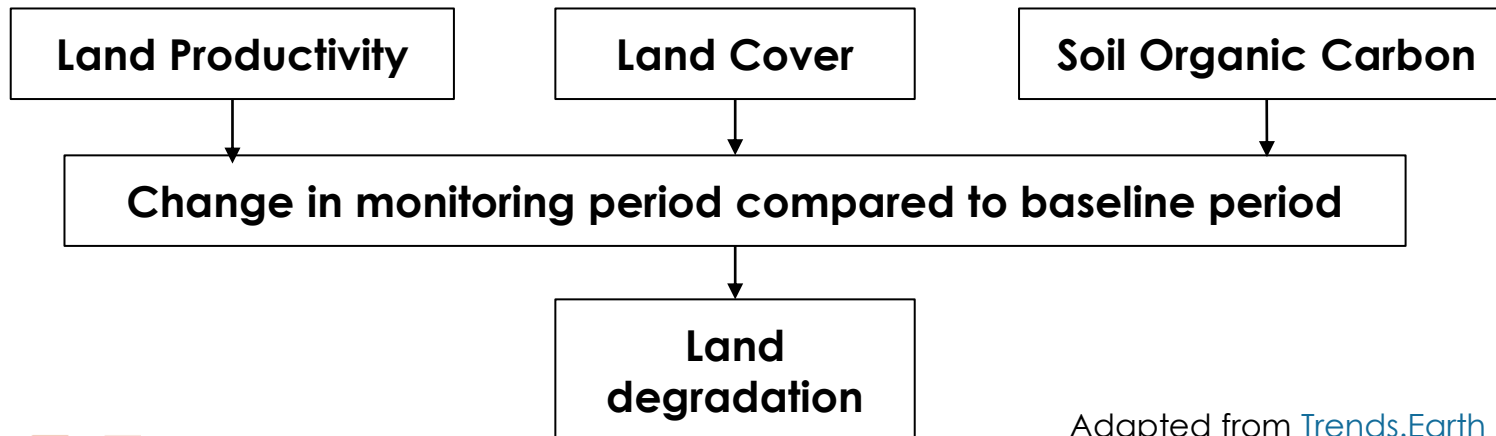 Land Productivity
Land Cover
Soil Organic Carbon
Change in monitoring period compared to baseline period
Land
degradation
Adapted from Trends.Earth